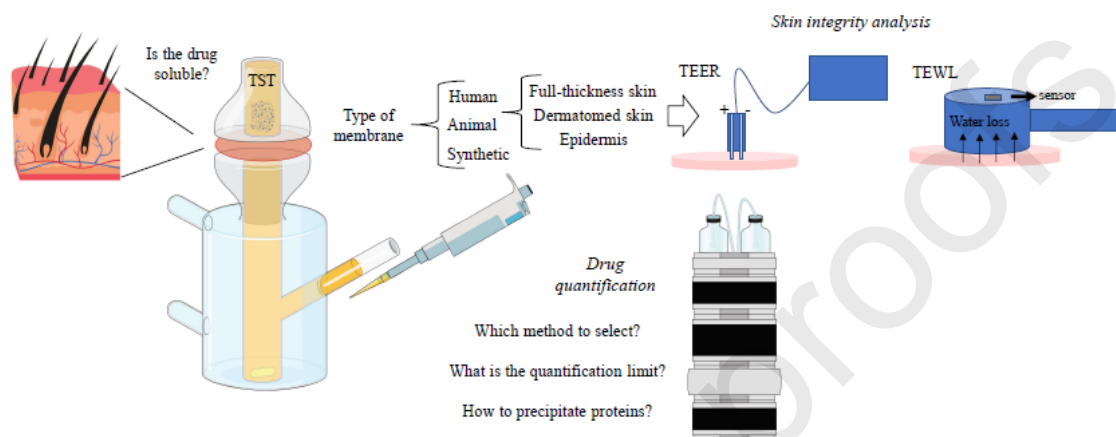 Skin integrity analysis
Is the drug
soluble?
TST
Type of
membrane
Human
Animal
Synthetic
Full-thickness skin
Dermatomed skin
Epidermis
TEER
+
-
TEWL
sensor
Water loss
Drug
quantification
Which method to select?
What is the quantification limit?
How to precipitate proteins?
proofs